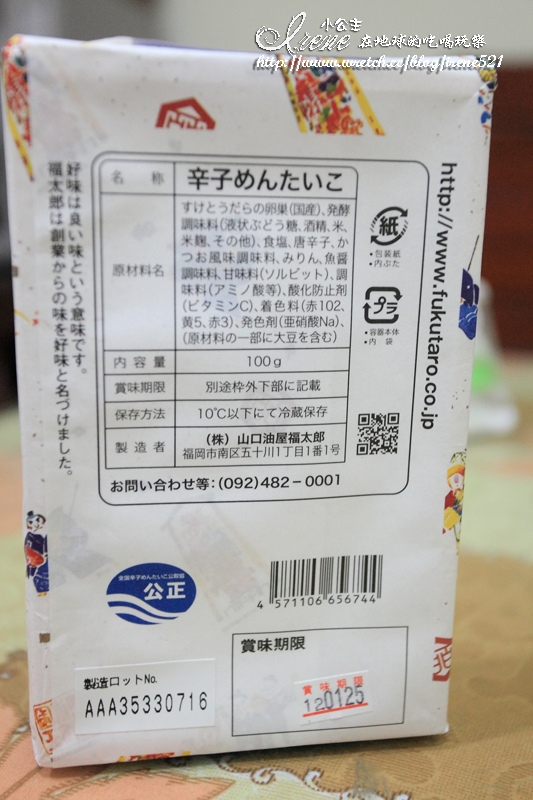 小公主
Irene 在地球的吃喝玩樂
http://www.wretch.cc/blog/irene521
好味は良い味という意味です。
福太郎は創業からの味を好味と名づけました。
名 称 辛子めんたいこ
原材料名
すけとうだらの卵巣(国産)、発酵
調味料(液状ぶどう糖、酒精、米、
米麹、その他)、食塩、唐辛子、か
つお風味調味料、みりん、魚醤
調味料、甘味料(ソルビット)、調
味料(アミノ酸等)、酸化防止剤
(ビタミンC)、着色料(赤102、
黄5、赤3)、発色剤(亜硝酸Na)、
(原材料の一部に大豆を含む)
内容量 100g
賞味期限 別途枠外下部に記載
保存方法 10℃以下にて冷蔵保存
製造者 (株)山口油屋福太郎
福岡市南区五十川1丁目1番1号
お問い合わせ等:(092)482-0001
紙
・包装紙
・内ぶた
プラ
・容器本体
・内 袋
http://www.fukutaro.co.jp
全国辛子めんたいこ公取協
公正
4 571106 656744
製造ロットNo.
AAA35330716
賞味期限
賞味期限
120125